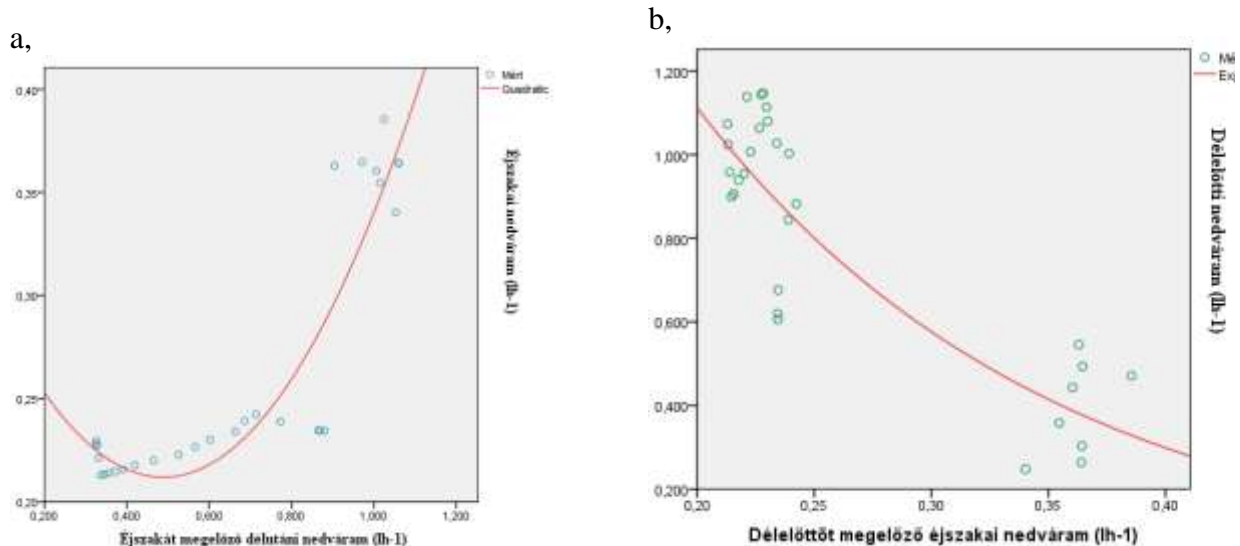 a,
0,40
0,35
0,30
0,25
0,20
0,200 0,400 0,600 0,800 1,000 1,200
Éjszakát megelőző délutáni nedváram (lh-1)
Éjszakai nedváram (lh-1)
Mért
Quadratic
b,
1,200
1,000
0,800
0,600
0,400
0,200
0,20 0,25 0,30 0,35 0,40
Délelőttöt megelőző éjszakai nedváram (lh-1)
Délelőtti nedváram (lh-1)
Mé
Exp